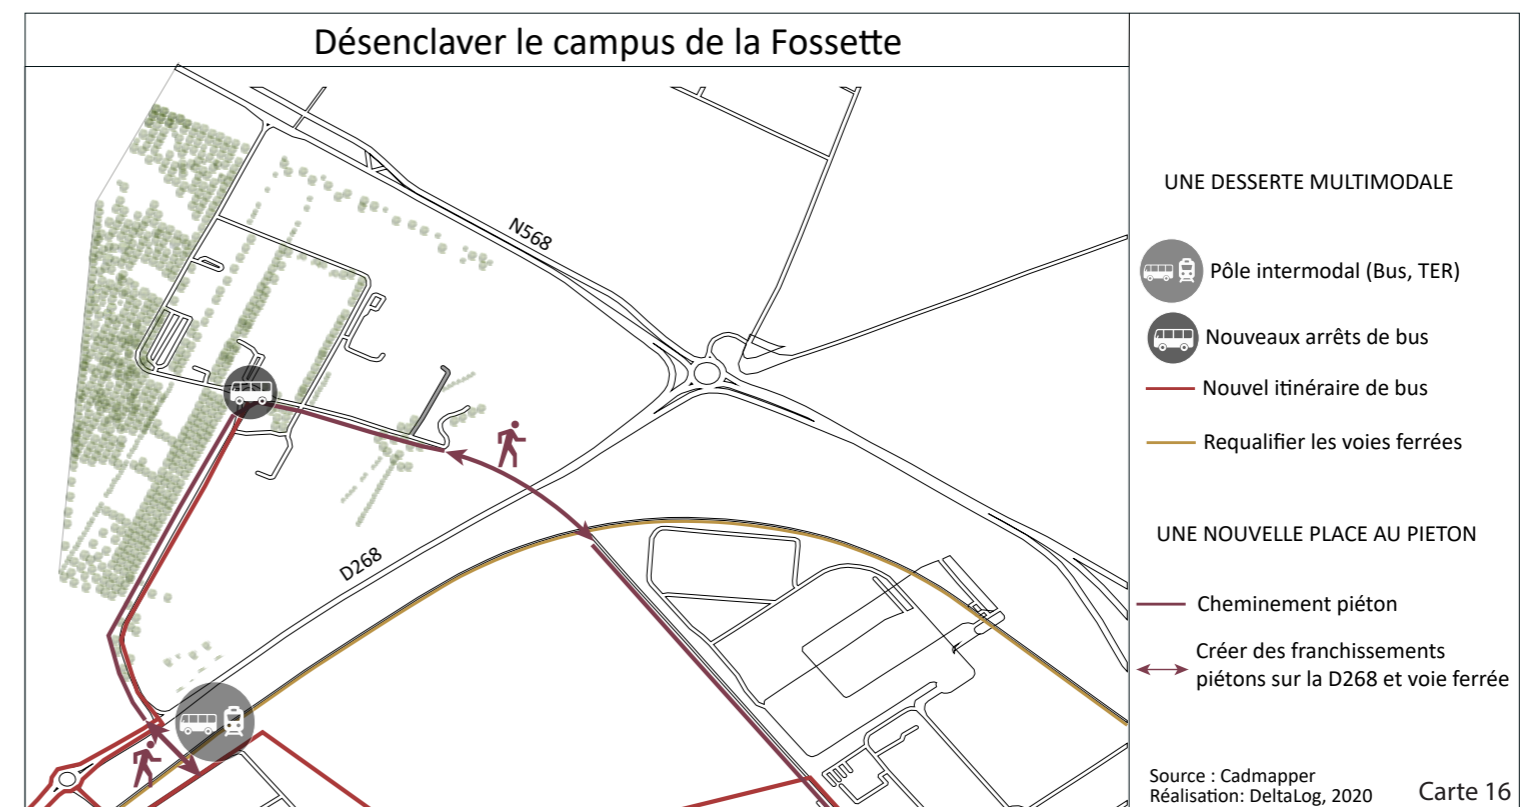 Désenclaver le campus de la Fossette
N568
D268
UNE DESSERTE MULTIMODALE
Pôle intermodal (Bus, TER)
Nouveaux arrêts de bus
Nouvel itinéraire de bus
Requalifier les voies ferrées
UNE NOUVELLE PLACE AU PIETON
Cheminement piéton
Créer des franchissements
piétons sur la D268 et voie ferrée
Source : Cadmapper
Réalisation: DeltaLog, 2020
Carte 16